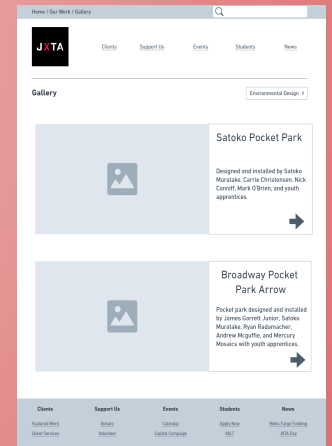 Home / Our Work / Gallery
JXTA
Clients Support Us Events Students News
Gallery
Environmental Design
Satoko Pocket Park
Designed and installed by Satoko
Muratake, Carrie Christensen, Nick
Conniff, Mark O'Brien, and youth
apprentices
Broadway Pocket
Park Arrow
Pocket park designed and installed
by James Garrett Junior, Satoko
Muratake, Ryan Radamacher,
Andrew Mcguffie, and Mercury
Mosaics with youth apprentices.
Clients Support Us Events Students News
Featured Work Donate Calendar Apply Now Wells Fargo Funding
Client Services Volunteer Capital Campaign VALT JXTA Day